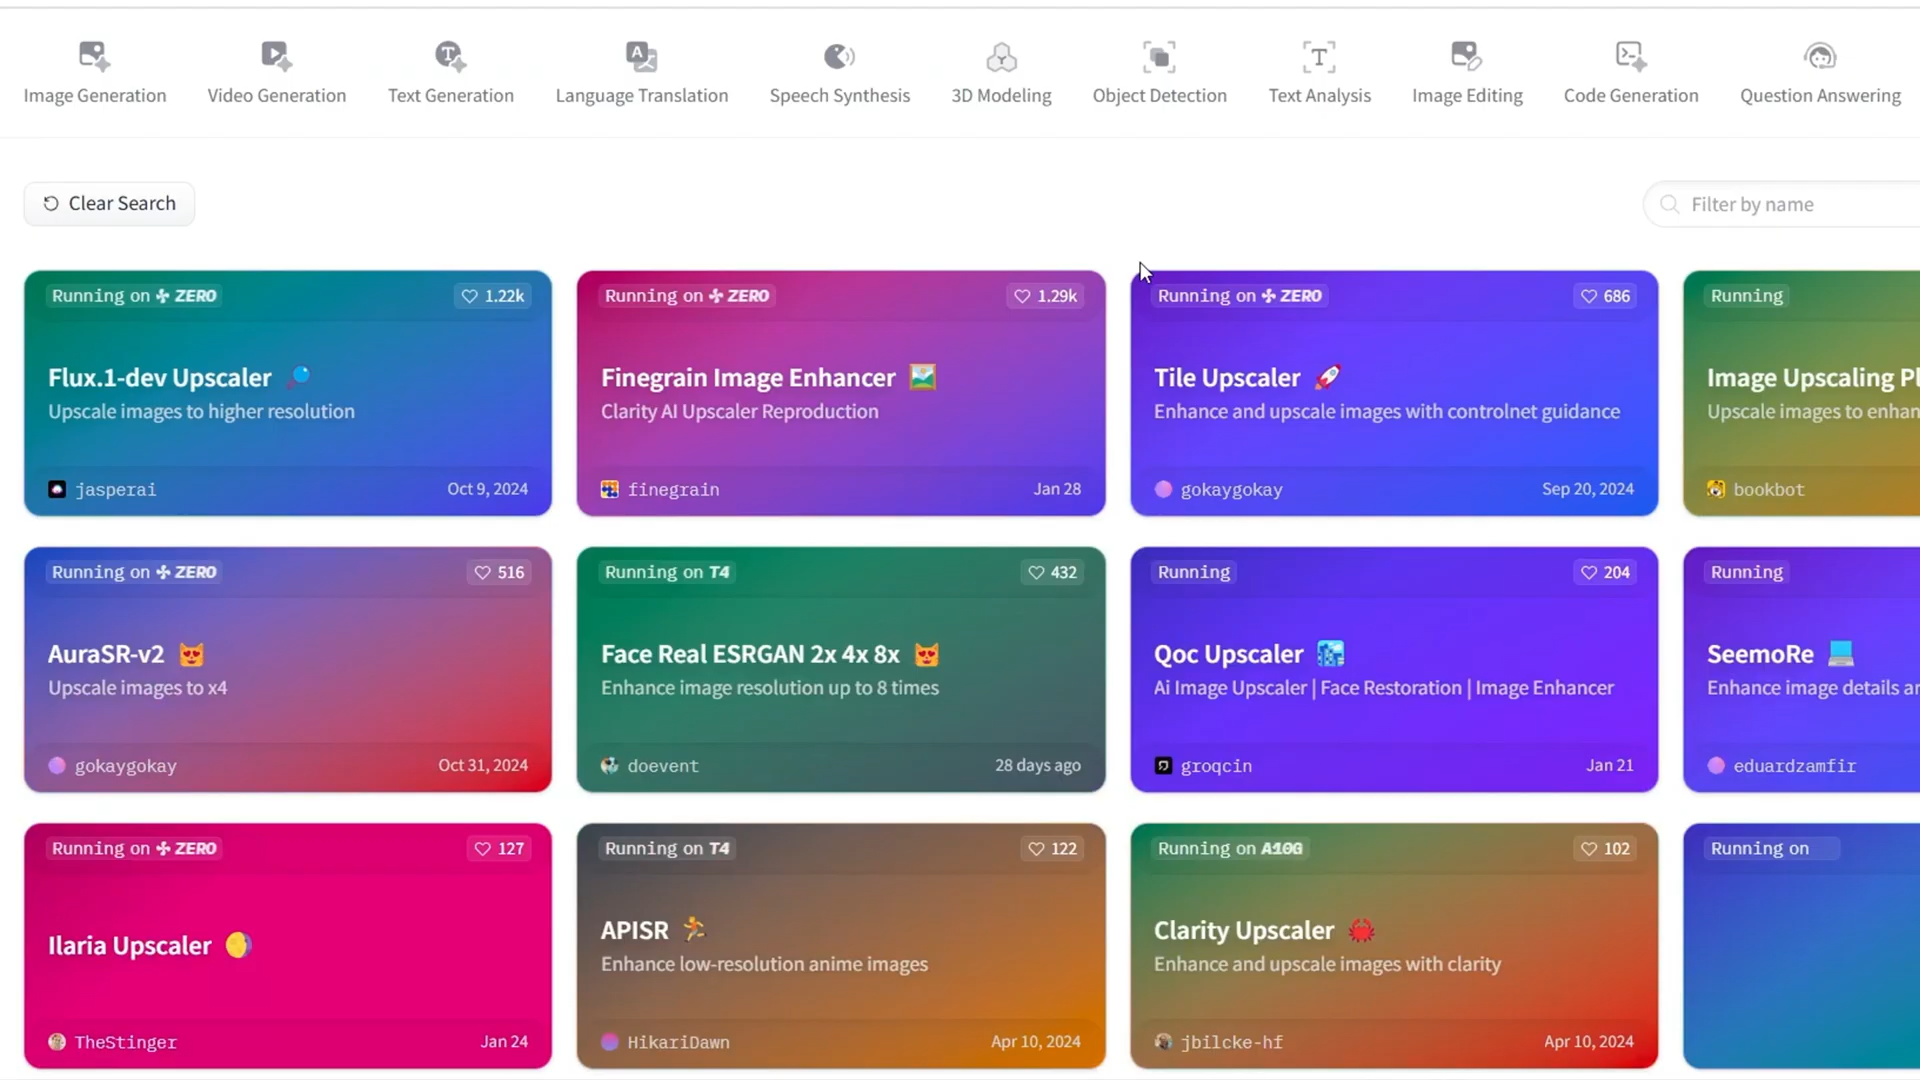 Image Generation
Video Generation
Text Generation
Language Translation
Speech Synthesis
3D Modeling
Object Detection
Text Analysis
Image Editing
Code Generation
Question Answering
Clear Search
Filter by name
Running on ZERO
1.22k
Flux.1-dev Upscaler
Upscale images to higher resolution
jasperai
Oct 9, 2024
Running on ZERO
1.29k
Finegrain Image Enhancer
Clarity AI Upscaler Reproduction
finegrain
Jan 28
Running on ZERO
686
Tile Upscaler
Enhance and upscale images with controlnet guidance
gokaygokay
Sep 20, 2024
Running
Image Upscaling
Upscale images to
bookbot
Running on ZERO
516
AuraSR-v2
Upscale images to x4
gokaygokay
Oct 31, 2024
Running on T4
432
Face Real ESRGAN 2x 4x 8x
Enhance image resolution up to 8 times
doevent
28 days ago
Running
204
Qoc Upscaler
Ai Image Upscaler | Face Restoration | Image Enhancer
groqcin
Jan 21
Running
SeemoRe
Enhance image details
eduardzamfir
Running on ZERO
127
Ilaria Upscaler
TheStinger
Jan 24
Running on T4
122
APISR
Enhance low-resolution anime images
HikariDawn
Apr 10, 2024
Running on A10G
102
Clarity Upscaler
Enhance and upscale images with clarity
jbilcke-hf
Apr 10, 2024
Running on